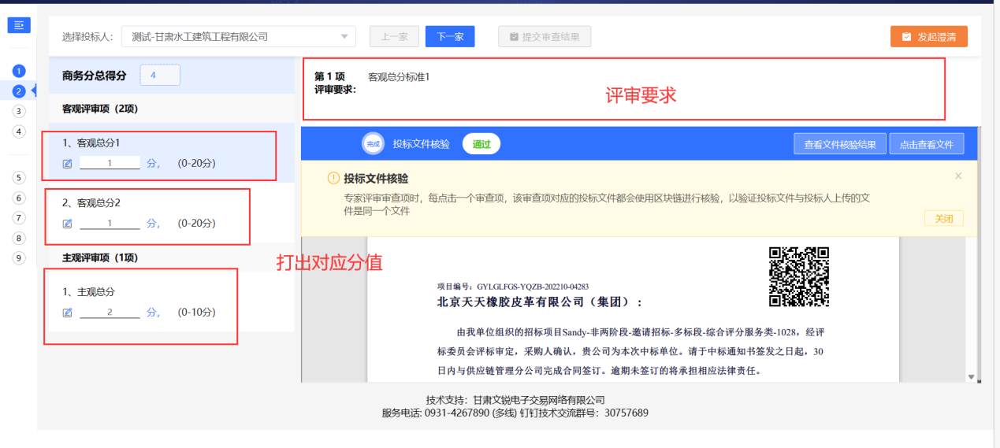 选择投标人： 测试-甘肃水工建筑工程有限公司 上一家 下一家 提交审查结果 发起澄清
1
2
3
4
5
6
7
8
9
商务分总得分 4
客观评审项（2项）
1、客观总分1
1 分, (0-20分)
2、客观总分2
1 分, (0-20分)
主观评审项（1项）
1、主观总分
2 分, (0-10分)
打出对应分值
第 1 项 客观总分标准1
评审要求：
评审要求
完成 投标文件核验 通过 查看文件核验结果 点击查看文件
投标文件核验
专家评审审查项时，每点击一个审查项，该审查项对应的投标文件都会使用区块链进行核验，以验证投标文件与投标人上传的文
件是同一个文件
关闭
项目编号：GYLGLFGS-YQZB-202210-04283
北京天天橡胶皮革有限公司（集团）：
由我单位组织的招标项目Sandy-非两阶段-邀请招标-多标段-综合评分服务类-1028，经评
标委员会评标审定，采购人确认，贵公司为本次中标单位。请于中标通知书签发之日起，30
日内与供应链管理分公司完成合同签订。逾期未签订的将承担相应法律责任。
技术支持：甘肃文锐电子交易网络有限公司
服务电话: 0931-4267890 (多线) 钉钉技术交流群号：30757689